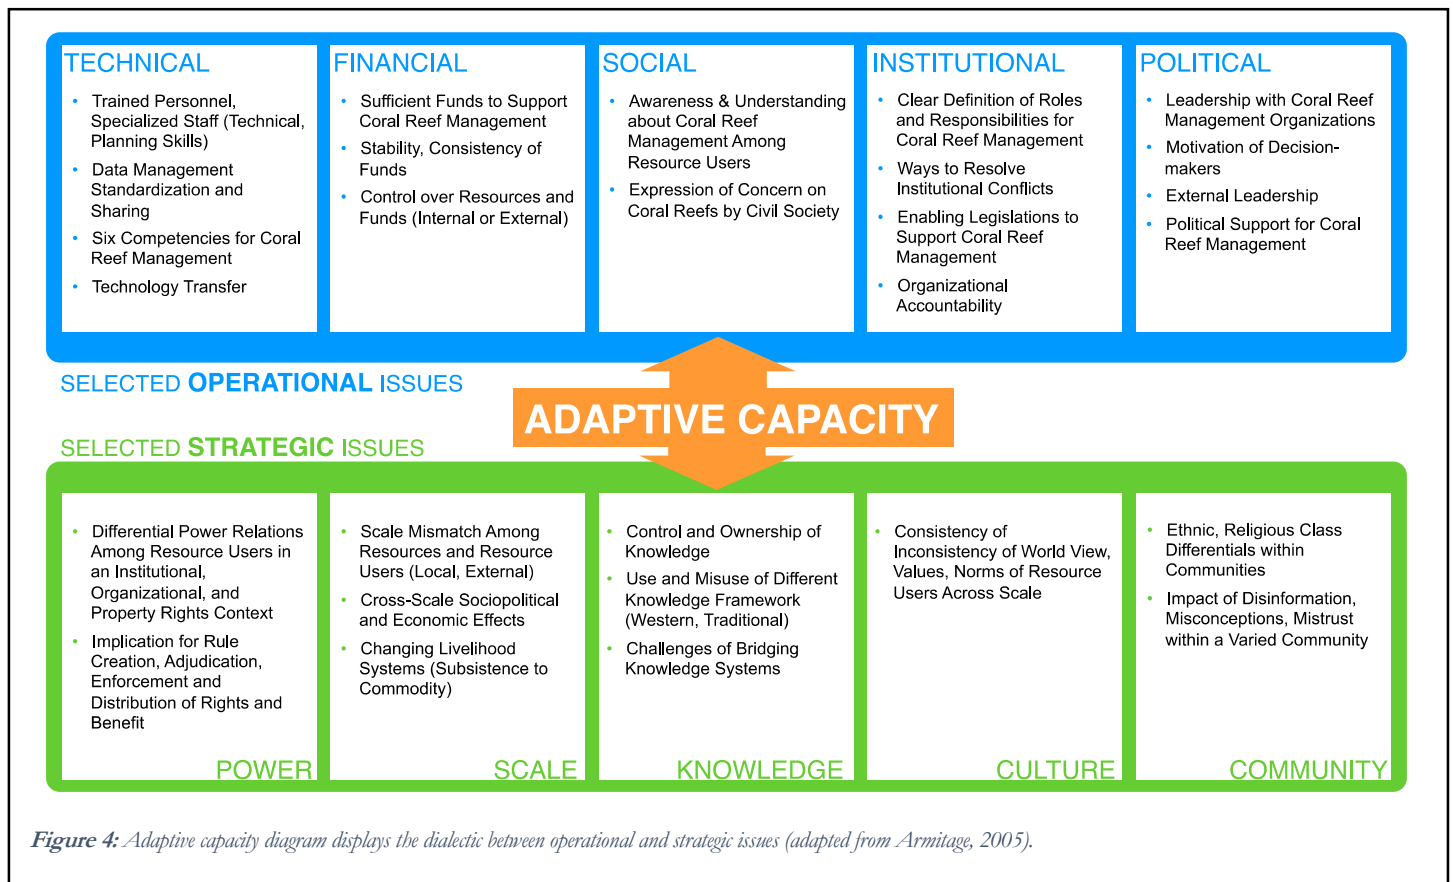 TECHNICAL
• Trained Personnel,
Specialized Staff (Technical,
Planning Skills)
• Data Management
Standardization and
Sharing
• Six Competencies for Coral
Reef Management
• Technology Transfer
FINANCIAL
• Sufficient Funds to Support
Coral Reef Management
• Stability, Consistency of
Funds
• Control over Resources and
Funds (Internal or External)
SOCIAL
• Awareness & Understanding
about Coral Reef
Management Among
Resource Users
• Expression of Concern on
Coral Reefs by Civil Society
INSTITUTIONAL
• Clear Definition of Roles
and Responsibilities for
Coral Reef Management
• Ways to Resolve
Institutional Conflicts
• Enabling Legislations to
Support Coral Reef
Management
• Organizational
Accountability
POLITICAL
• Leadership with Coral Reef
Management Organizations
• Motivation of Decision-
makers
• External Leadership
• Political Support for Coral
Reef Management
SELECTED OPERATIONAL ISSUES
ADAPTIVE CAPACITY
SELECTED STRATEGIC ISSUES
• Differential Power Relations
Among Resource Users in
an Institutional,
Organizational, and
Property Rights Context
• Implication for Rule
Creation, Adjudication,
Enforcement and
Distribution of Rights and
Benefit
POWER
• Scale Mismatch Among
Resources and Resource
Users (Local, External)
• Cross-Scale Sociopolitical
and Economic Effects
• Changing Livelihood
Systems (Subsistence to
Commodity)
SCALE
• Control and Ownership of
Knowledge
• Use and Misuse of Different
Knowledge Framework
(Western, Traditional)
• Challenges of Bridging
Knowledge Systems
KNOWLEDGE
• Consistency of
Inconsistency of World View,
Values, Norms of Resource
Users Across Scale
CULTURE
• Ethnic, Religious Class
Differentials within
Communities
• Impact of Disinformation,
Misconceptions, Mistrust
within a Varied Community
COMMUNITY
Figure 4: Adaptive capacity diagram displays the dialectic between operational and strategic issues (adapted from Armitage, 2005).